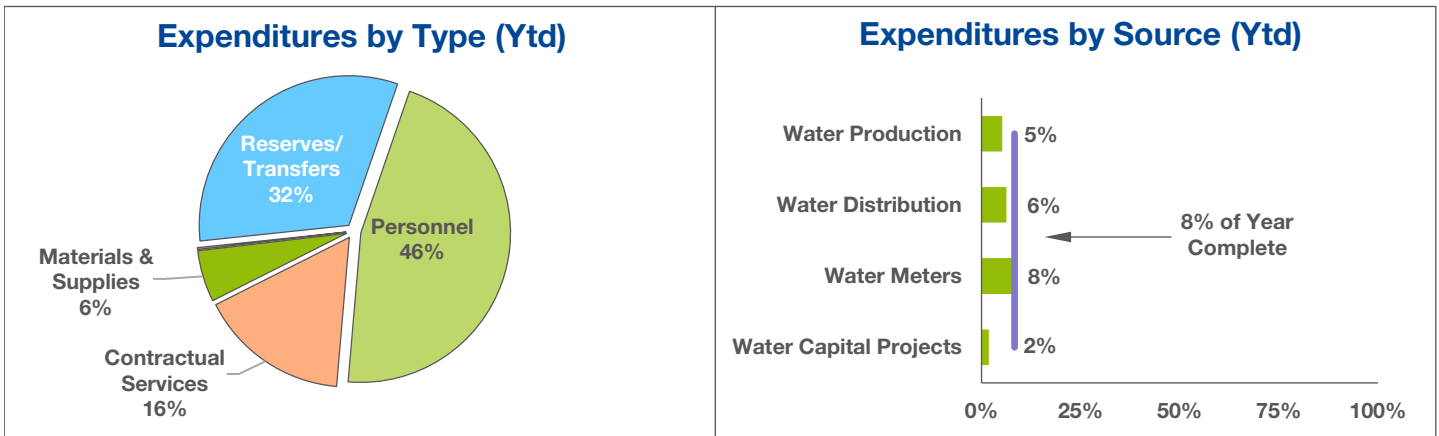 Expenditures by Type (Ytd)
Reserves/
Transfers
32%
Personnel
46%
Materials &
Supplies
6%
Contractual
Services
16%
Expenditures by Source (Ytd)
Water Production
5%
Water Distribution
6%
Water Meters
8%
Water Capital Projects
2%
8% of Year
Complete
0% 25% 50% 75% 100%